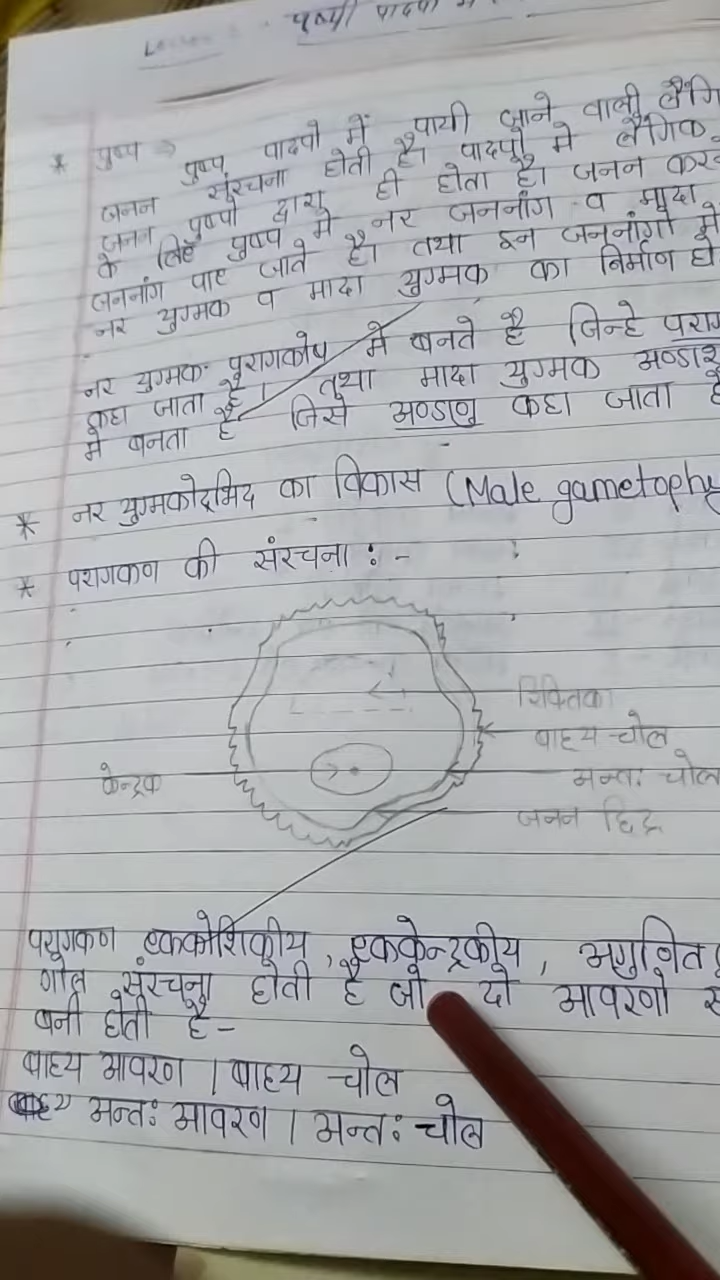 पुष्पी पादपो में
* पुष्प ⇒ पुष्प पादपो में पायी जाने वाली लैंगि
जनन संरचना होती है। पादपो मे लैंगिक
जनन पुष्पो द्वारा ही होता है। जनन कर
के लिए पुष्प मे नर जननांग व मादा
जननांग पाए जाते है। तथा इन जननांगो मे
नर युग्मक व मादा युग्मक का निर्माण हो
नर युग्मक परागकोष मे बनते है जिन्हे पराग
कहा जाता है। तथा मादा युग्मक अण्डाश
मे बनता है जिसे अण्डाणु कहा जाता है
* नर युग्मकोद्भिद का विकास (Male gametophy
* परागकण की संरचना :-
रिक्तिका
बाह्य चोल
केन्द्रक
अन्तः चोल
जनन छिद्र
परागकण एककोशिकीय, एककेन्द्रकीय, अगुणित
गोल संरचना होती है जो दो आवरणो से
बनी होती है-
बाह्य आवरण / बाह्य चोल
अन्तः आवरण / अन्तः चोल